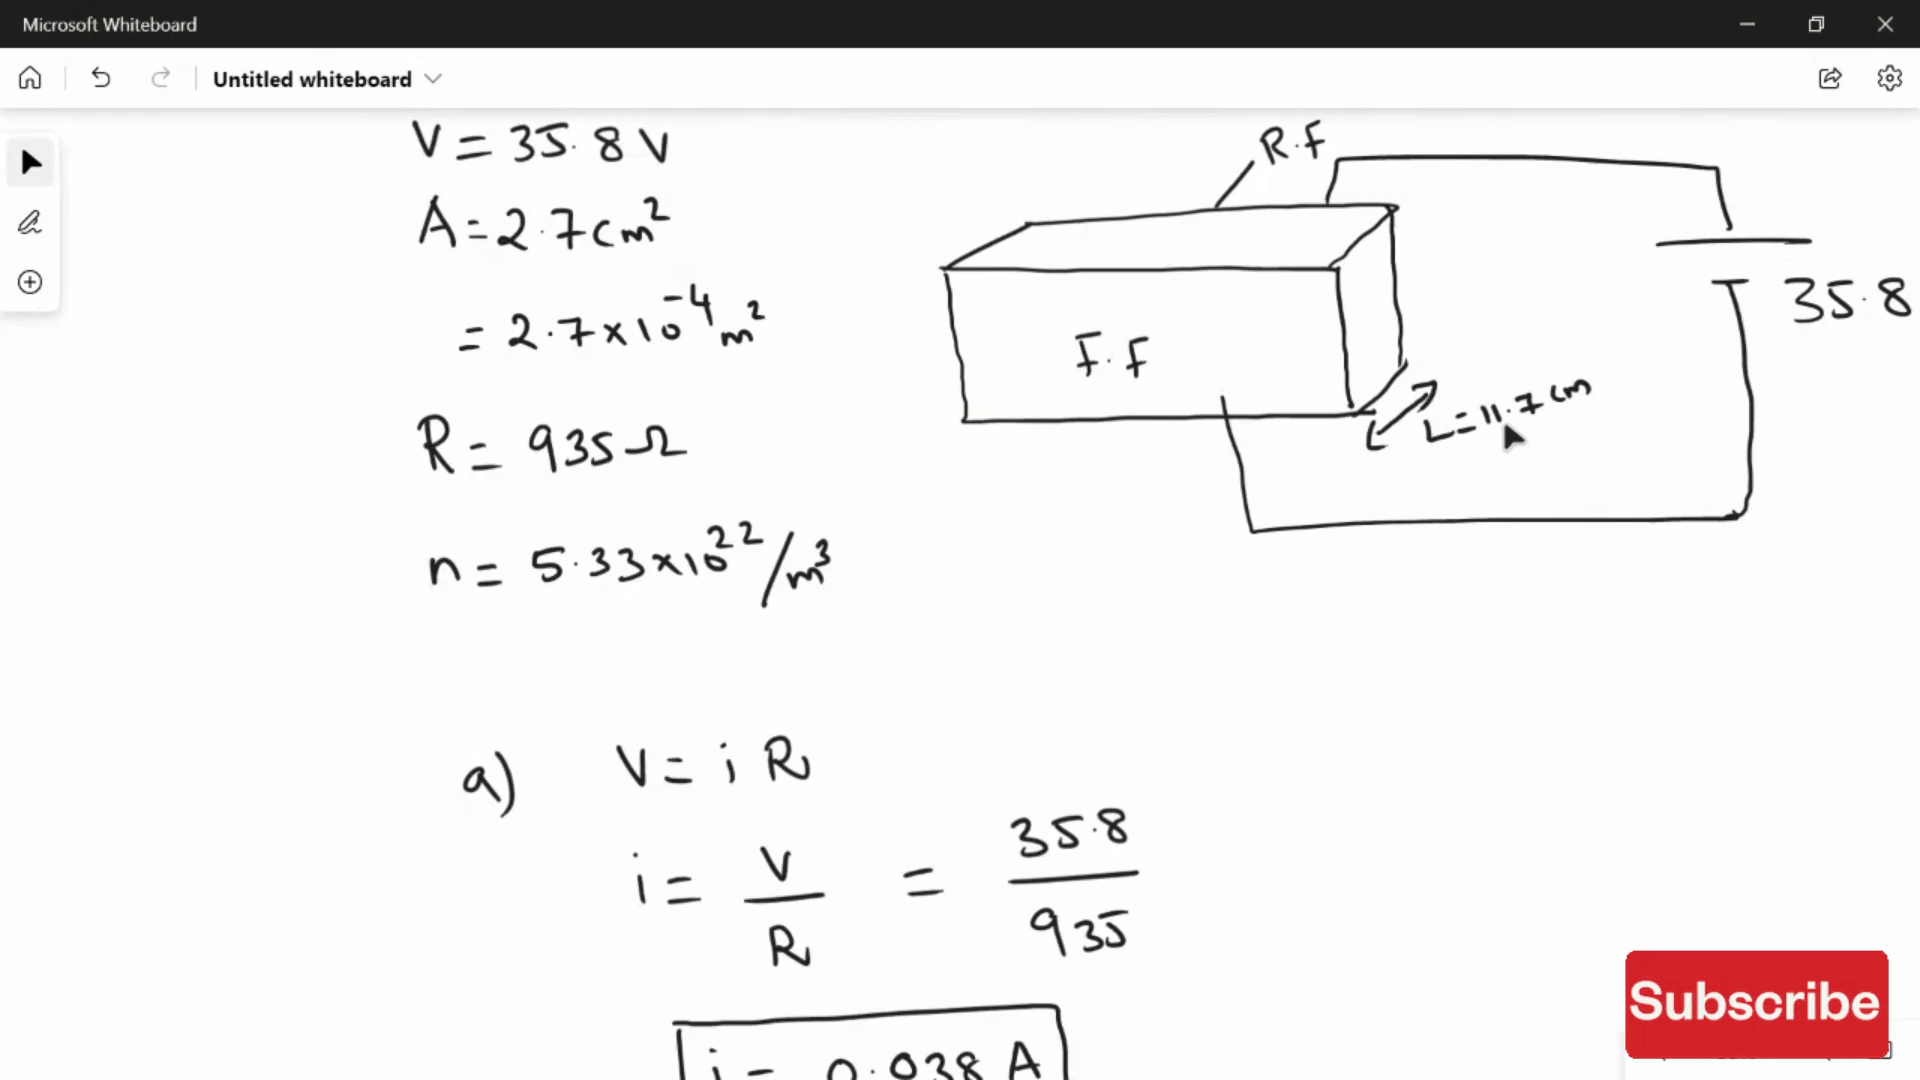 Microsoft Whiteboard
Untitled whiteboard
V = 35.8 V
A = 2.7 cm²
= 2.7 × 10⁻⁴ m²
R = 935 Ω
n = 5.33 × 10²² / m³
R.F
F.F
L = 11.7 cm
35.8
a) V = i R
i = V / R = 35.8 / 935
i = 0.038 A
Subscribe